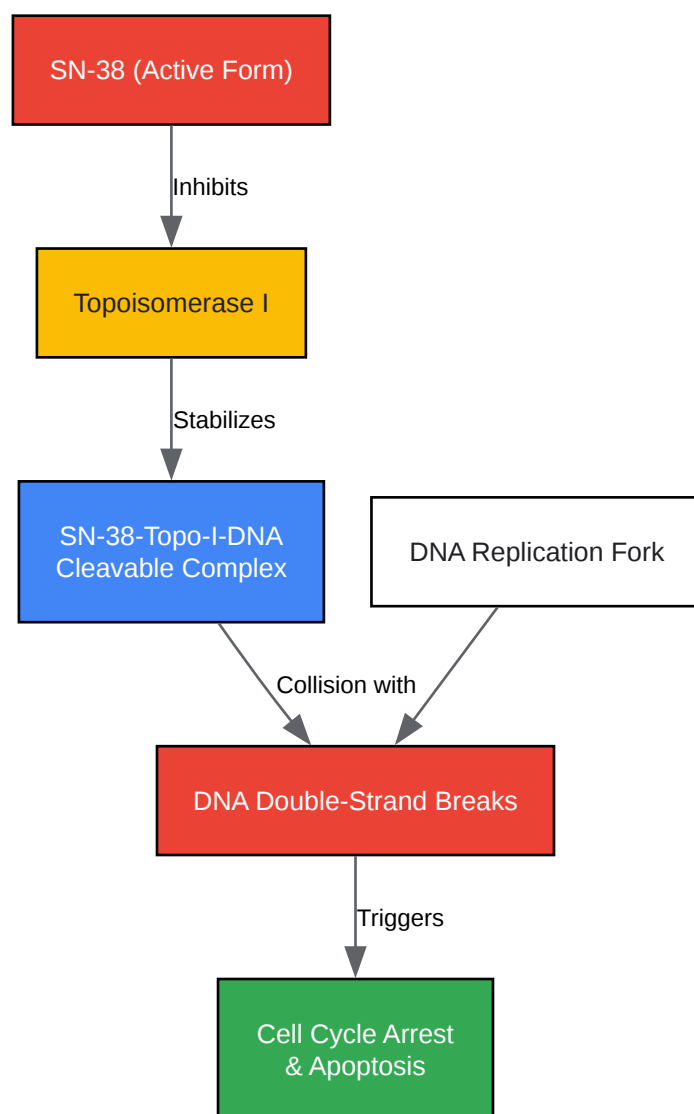 SN-38 (Active Form)
Inhibits
Topoisomerase I
Stabilizes
SN-38-Topo-I-DNA
Cleavable Complex
DNA Replication Fork
Collision with
DNA Double-Strand Breaks
Triggers
Cell Cycle Arrest
& Apoptosis